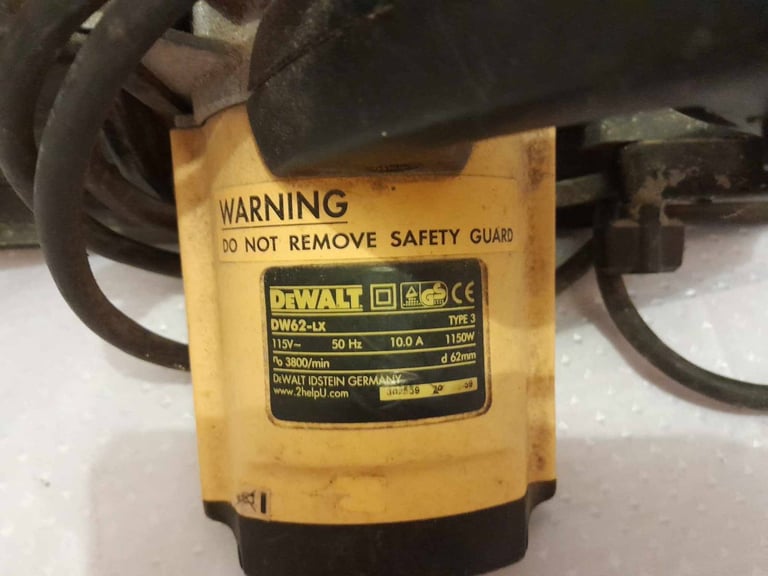 WARNING
DO NOT REMOVE SAFETY GUARD
DEWALT GS CE
DW62-LX TYPE 3
115V~ 50 Hz 10.0 A 1150W
n₀ 3800/min d 62mm
DEWALT IDSTEIN GERMANY
www.2helpU.com